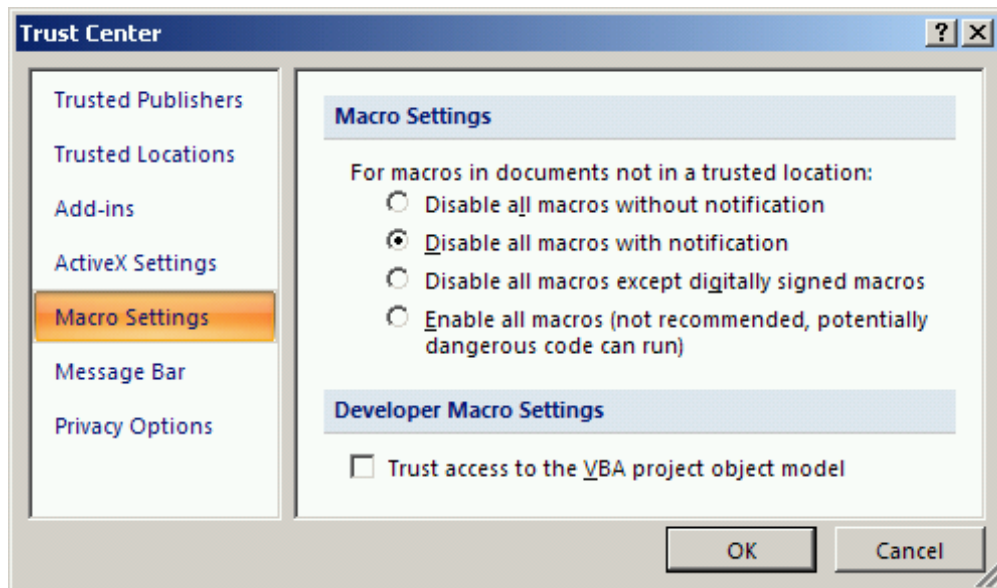 Trust Center
Trusted Publishers
Trusted Locations
Add-ins
ActiveX Settings
Macro Settings
Message Bar
Privacy Options
Macro Settings
For macros in documents not in a trusted location:
Disable all macros without notification
Disable all macros with notification
Disable all macros except digitally signed macros
Enable all macros (not recommended, potentially
dangerous code can run)
Developer Macro Settings
Trust access to the VBA project object model
OK
Cancel